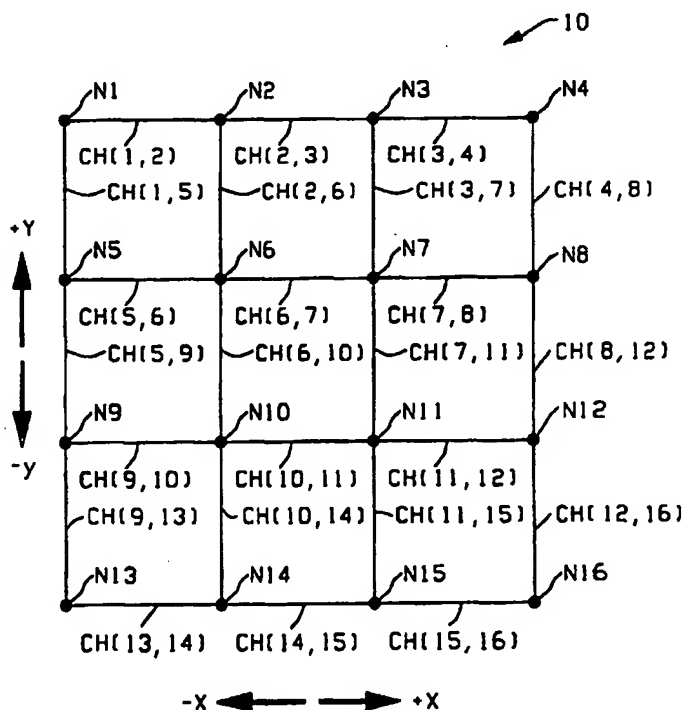 10
N1 N2 N3 N4
CH(1,2) CH(2,3) CH(3,4)
CH(1,5) CH(2,6) CH(3,7) CH(4,8)
+Y
N5 N6 N7 N8
CH(5,6) CH(6,7) CH(7,8)
CH(5,9) CH(6,10) CH(7,11) CH(8,12)
N9 N10 N11 N12
-y
CH(9,10) CH(10,11) CH(11,12)
CH(9,13) CH(10,14) CH(11,15) CH(12,16)
N13 N14 N15 N16
CH(13,14) CH(14,15) CH(15,16)
-X +X